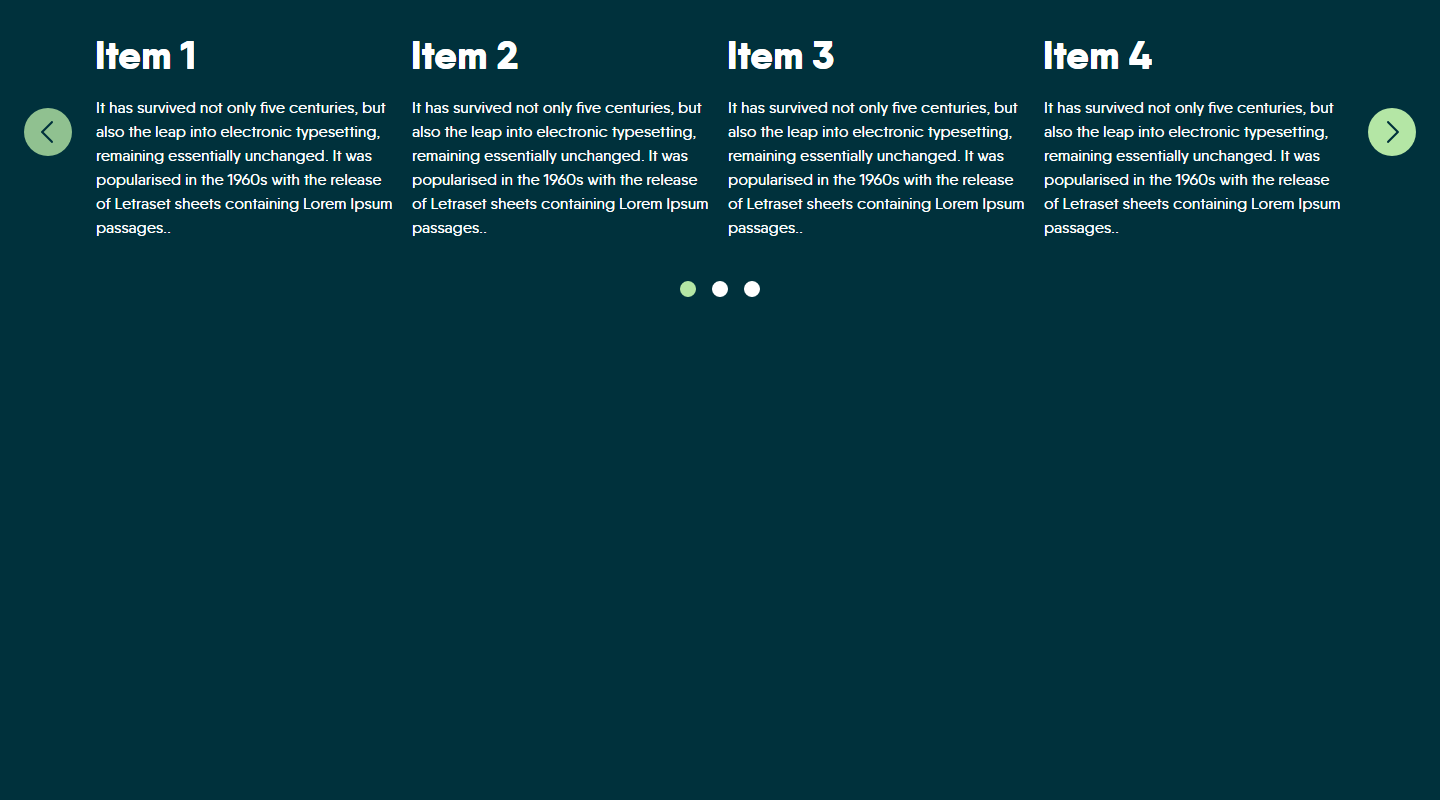 Item 1
It has survived not only five centuries, but
also the leap into electronic typesetting,
remaining essentially unchanged. It was
popularised in the 1960s with the release
of Letraset sheets containing Lorem Ipsum
passages..
Item 2
It has survived not only five centuries, but
also the leap into electronic typesetting,
remaining essentially unchanged. It was
popularised in the 1960s with the release
of Letraset sheets containing Lorem Ipsum
passages..
Item 3
It has survived not only five centuries, but
also the leap into electronic typesetting,
remaining essentially unchanged. It was
popularised in the 1960s with the release
of Letraset sheets containing Lorem Ipsum
passages..
Item 4
It has survived not only five centuries, but
also the leap into electronic typesetting,
remaining essentially unchanged. It was
popularised in the 1960s with the release
of Letraset sheets containing Lorem Ipsum
passages..